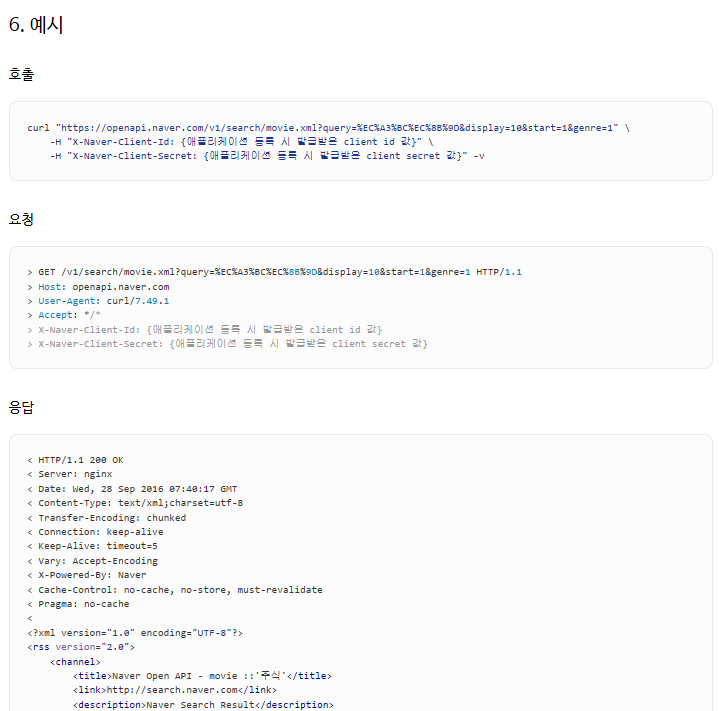 6. 예시
호출
curl "https://openapi.naver.com/v1/search/movie.xml?query=%EC%A3%BC%EC%8B%9D&display=10&start=1&genre=1" \
-H "X-Naver-Client-Id: {애플리케이션 등록 시 발급받은 client id 값}" \
-H "X-Naver-Client-Secret: {애플리케이션 등록 시 발급받은 client secret 값}" -v
요청
> GET /v1/search/movie.xml?query=%EC%A3%BC%EC%8B%9D&display=10&start=1&genre=1 HTTP/1.1
> Host: openapi.naver.com
> User-Agent: curl/7.49.1
> Accept: */*
> X-Naver-Client-Id: {애플리케이션 등록 시 발급받은 client id 값}
> X-Naver-Client-Secret: {애플리케이션 등록 시 발급받은 client secret 값}
응답
< HTTP/1.1 200 OK
< Server: nginx
< Date: Wed, 28 Sep 2016 07:40:17 GMT
< Content-Type: text/xml;charset=utf-8
< Transfer-Encoding: chunked
< Connection: keep-alive
< Keep-Alive: timeout=5
< Vary: Accept-Encoding
< X-Powered-By: Naver
< Cache-Control: no-cache, no-store, must-revalidate
< Pragma: no-cache
<
<?xml version="1.0" encoding="UTF-8"?>
<rss version="2.0">
<channel>
<title>Naver Open API - movie ::'주식'</title>
<link>http://search.naver.com</link>
<description>Naver Search Result</description>